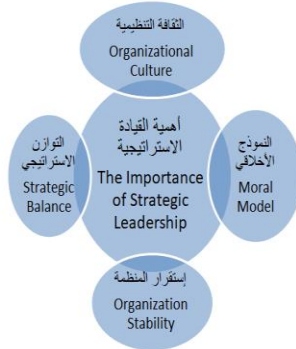 الثقافة التنظيمية
Organizational
Culture
أهمية القيادة
الاستراتيجية
The Importance
of Strategic
Leadership
التوازن
الاستراتيجي
Strategic
Balance
النموذج
الأخلاقي
Moral
Model
إستقرار المنظمة
Organization
Stability